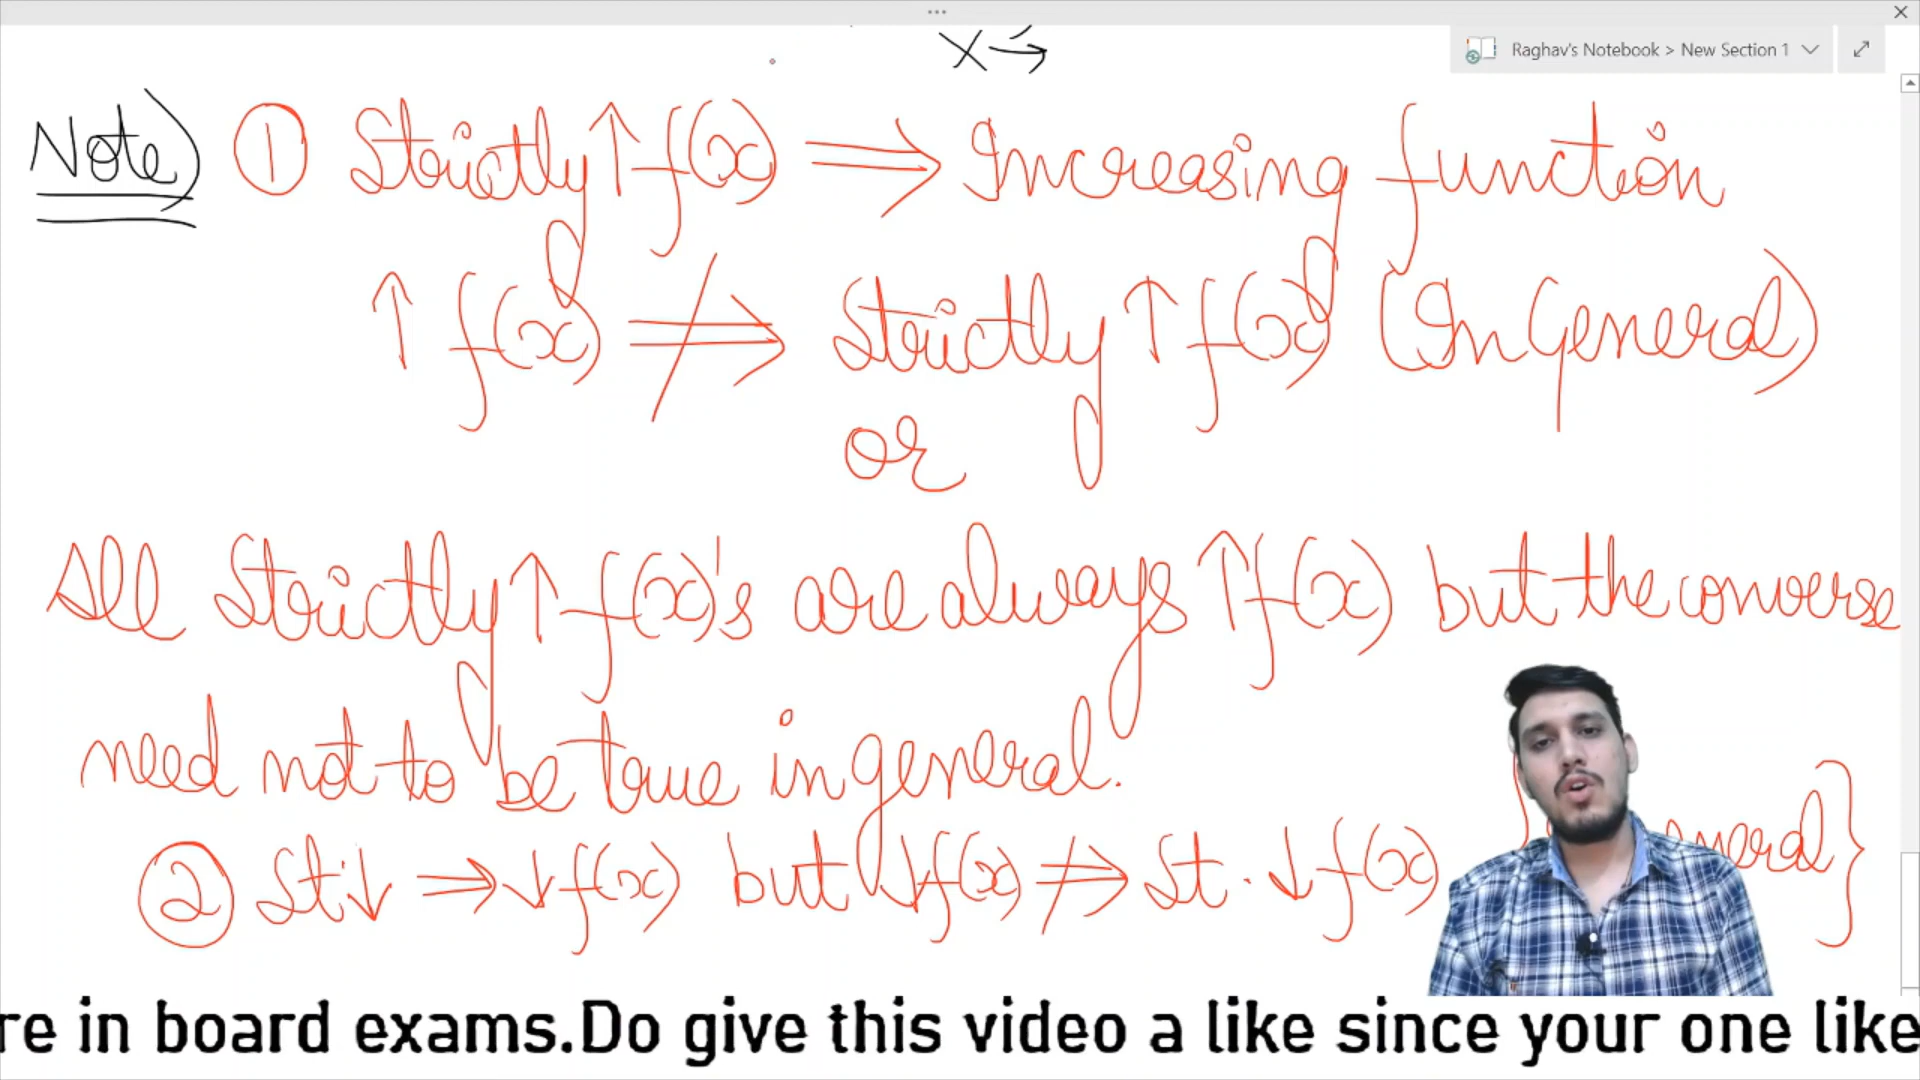 X→
Raghav's Notebook > New Section 1
Note) ① Strictly ↑ f(x) ⟹ Increasing function
↑ f(x) ⇏ Strictly ↑ f(x) (In General)
or
All Strictly ↑ f(x)'s are always ↑ f(x) but the converse
need not to be true in general.
② St. ↓ ⟹ ↓ f(x) but ↓ f(x) ⇏ St. ↓ f(x)
re in board exams.Do give this video a like since your one like